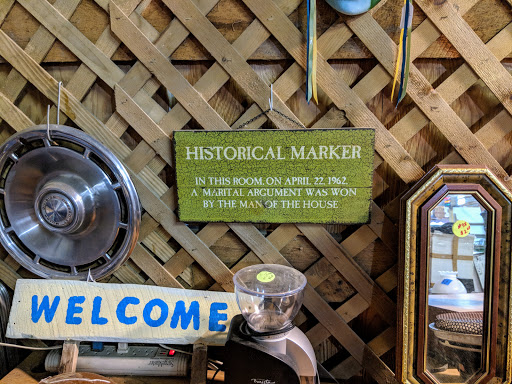 HISTORICAL MARKER
IN THIS ROOM, ON APRIL 22, 1962,
A MARITAL ARGUMENT WAS WON
BY THE MAN OF THE HOUSE
WELCOME